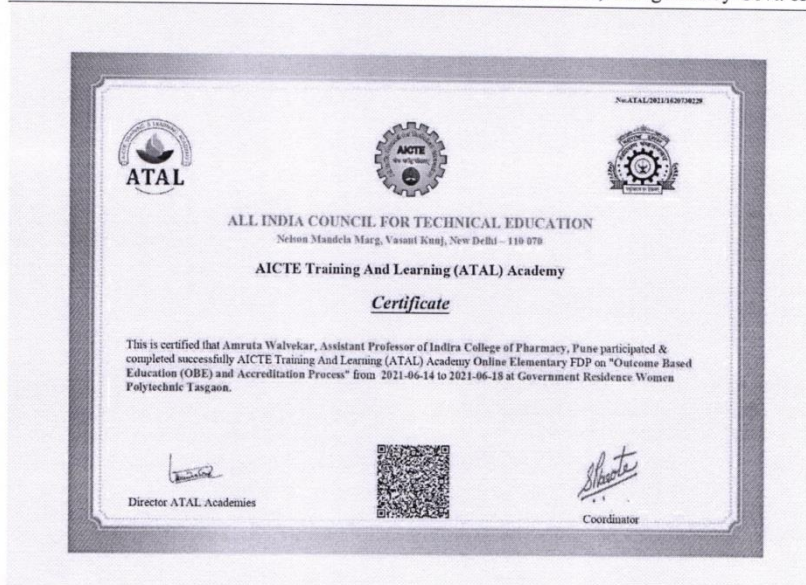 No:ATAL/2021/1620730229
ATAL
AICTE
ALL INDIA COUNCIL FOR TECHNICAL EDUCATION
Nelson Mandela Marg, Vasant Kunj, New Delhi – 110 070
AICTE Training And Learning (ATAL) Academy
Certificate
This is certified that Amruta Walvekar, Assistant Professor of Indira College of Pharmacy, Pune participated &
completed successfully AICTE Training And Learning (ATAL) Academy Online Elementary FDP on "Outcome Based
Education (OBE) and Accreditation Process" from 2021-06-14 to 2021-06-18 at Government Residence Women
Polytechnic Tasgaon.
Director ATAL Academies
Coordinator